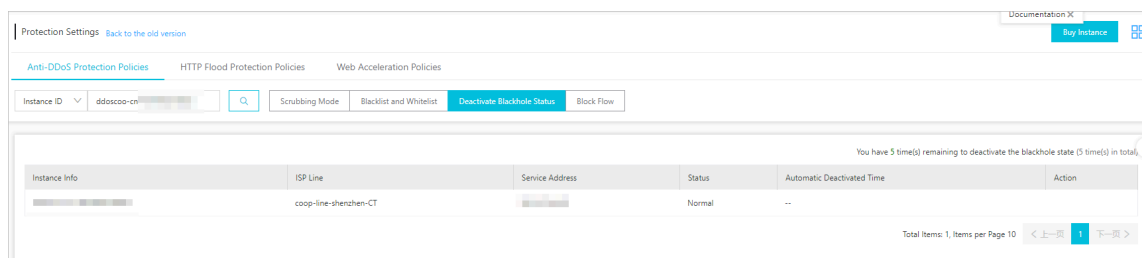 Documentation X
Protection Settings Back to the old version Buy Instance
Anti-DDoS Protection Policies HTTP Flood Protection Policies Web Acceleration Policies
Instance ID ddoscoo-cn Scrubbing Mode Blacklist and Whitelist Deactivate Blackhole Status Block Flow
You have 5 time(s) remaining to deactivate the blackhole state (5 time(s) in total)
Instance Info ISP Line Service Address Status Automatic Deactivated Time Action
coop-line-shenzhen-CT Normal --
Total Items: 1, Items per Page 10 < 上一页 1 下一页 >